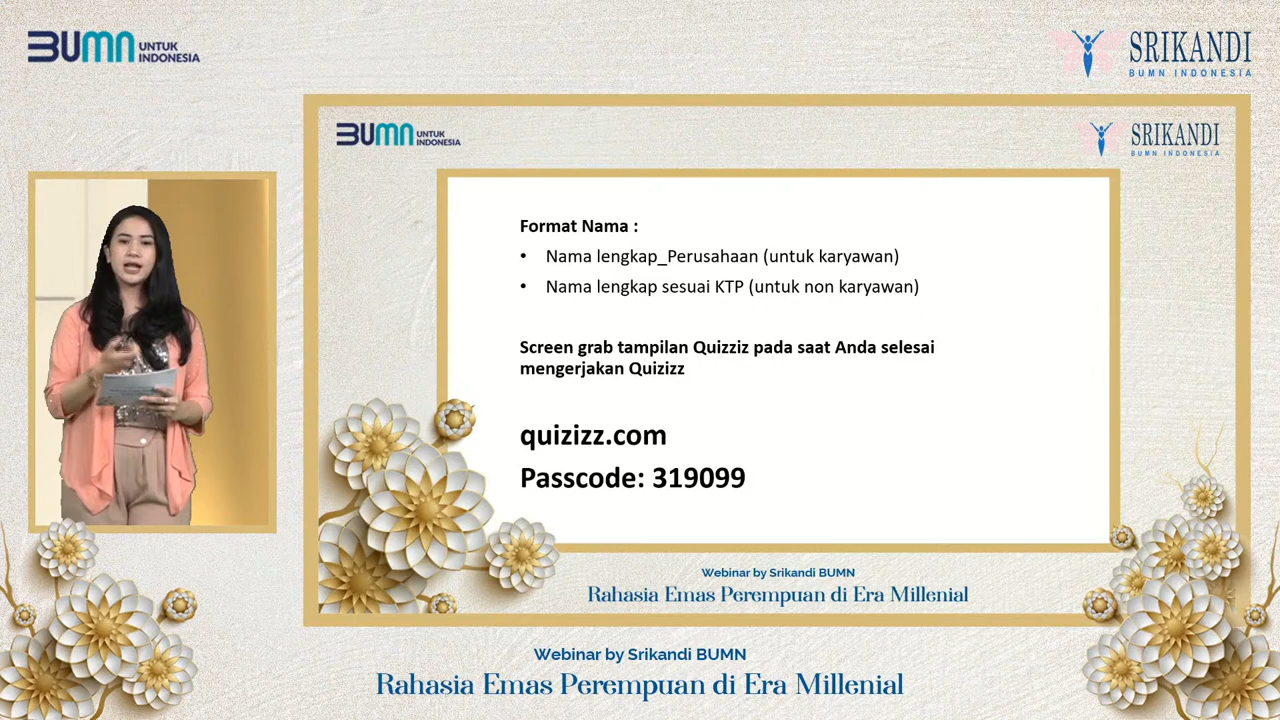 BUMN UNTUK INDONESIA
SRIKANDI
BUMN INDONESIA
BUMN UNTUK INDONESIA
SRIKANDI
BUMN INDONESIA
Format Nama :
• Nama lengkap_Perusahaan (untuk karyawan)
• Nama lengkap sesuai KTP (untuk non karyawan)
Screen grab tampilan Quizziz pada saat Anda selesai
mengerjakan Quizizz
quizizz.com
Passcode: 319099
Webinar by Srikandi BUMN
Rahasia Emas Perempuan di Era Millenial
Webinar by Srikandi BUMN
Rahasia Emas Perempuan di Era Millenial